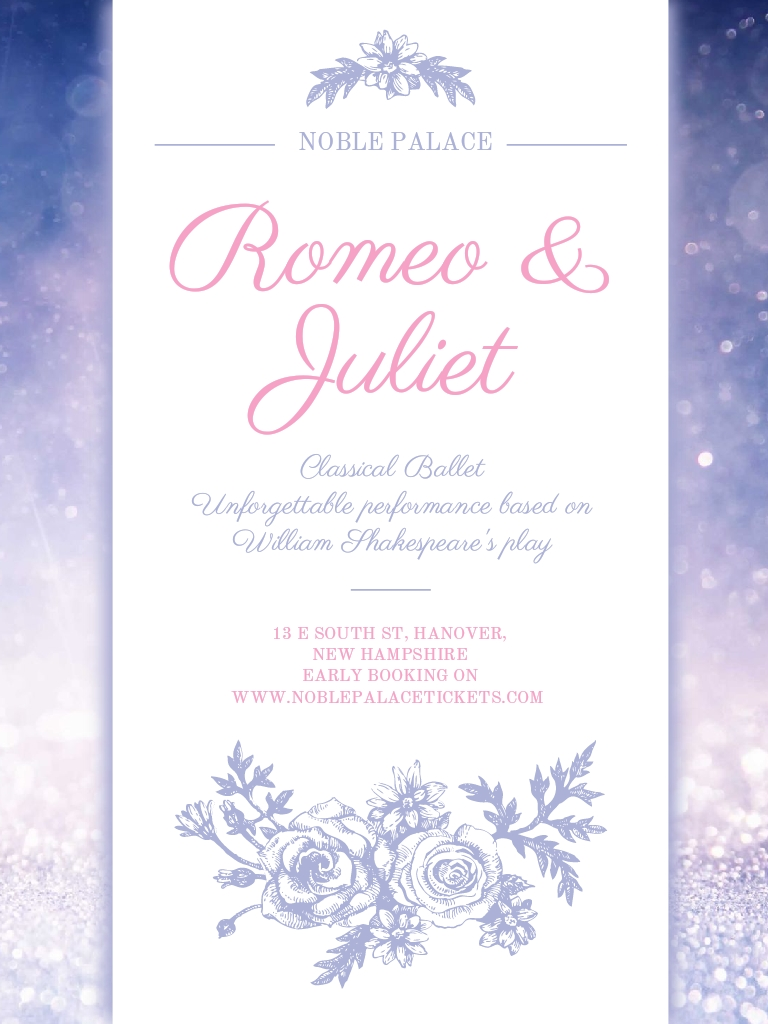 NOBLE PALACE
Romeo &
Juliet
Classical Ballet
Unforgettable performance based on
William Shakespeare's play
13 E SOUTH ST, HANOVER,
NEW HAMPSHIRE
EARLY BOOKING ON
WWW.NOBLEPALACETICKETS.COM